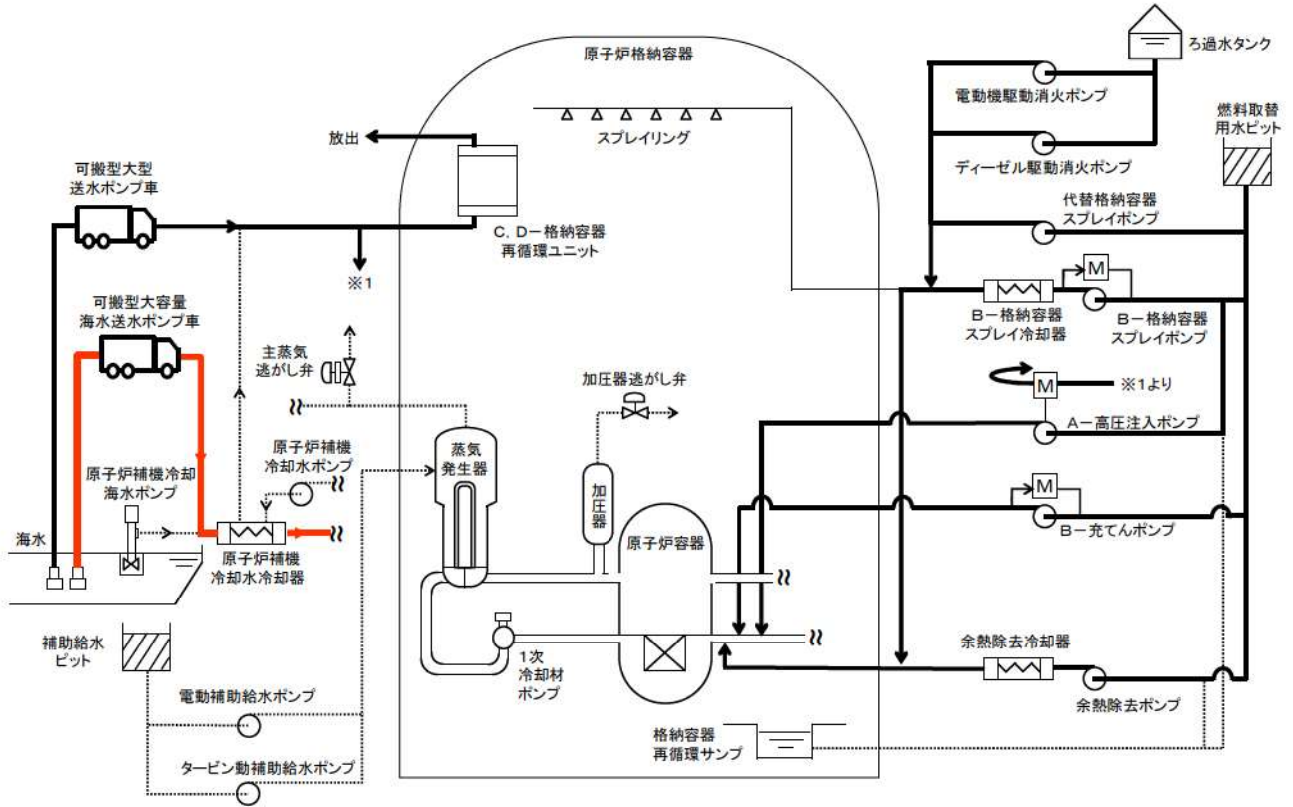 原子炉格納容器
スプレイリング
放出
可搬型大型
送水ポンプ車
C, D－格納容器
再循環ユニット
※1
可搬型大容量
海水送水ポンプ車
主蒸気
逃がし弁
加圧器逃がし弁
原子炉補機
冷却水ポンプ
原子炉補機冷却
海水ポンプ
蒸気
発生器
加圧器
原子炉容器
海水
原子炉補機
冷却水冷却器
補助給水
ピット
1次
冷却材
ポンプ
電動補助給水ポンプ
タービン動補助給水ポンプ
格納容器
再循環サンプ
ろ過水タンク
電動機駆動消火ポンプ
燃料取替
用水ピット
ディーゼル駆動消火ポンプ
代替格納容器
スプレイポンプ
M
B－格納容器
スプレイ冷却器
B－格納容器
スプレイポンプ
M
※1より
A－高圧注入ポンプ
M
B－充てんポンプ
余熱除去冷却器
余熱除去ポンプ